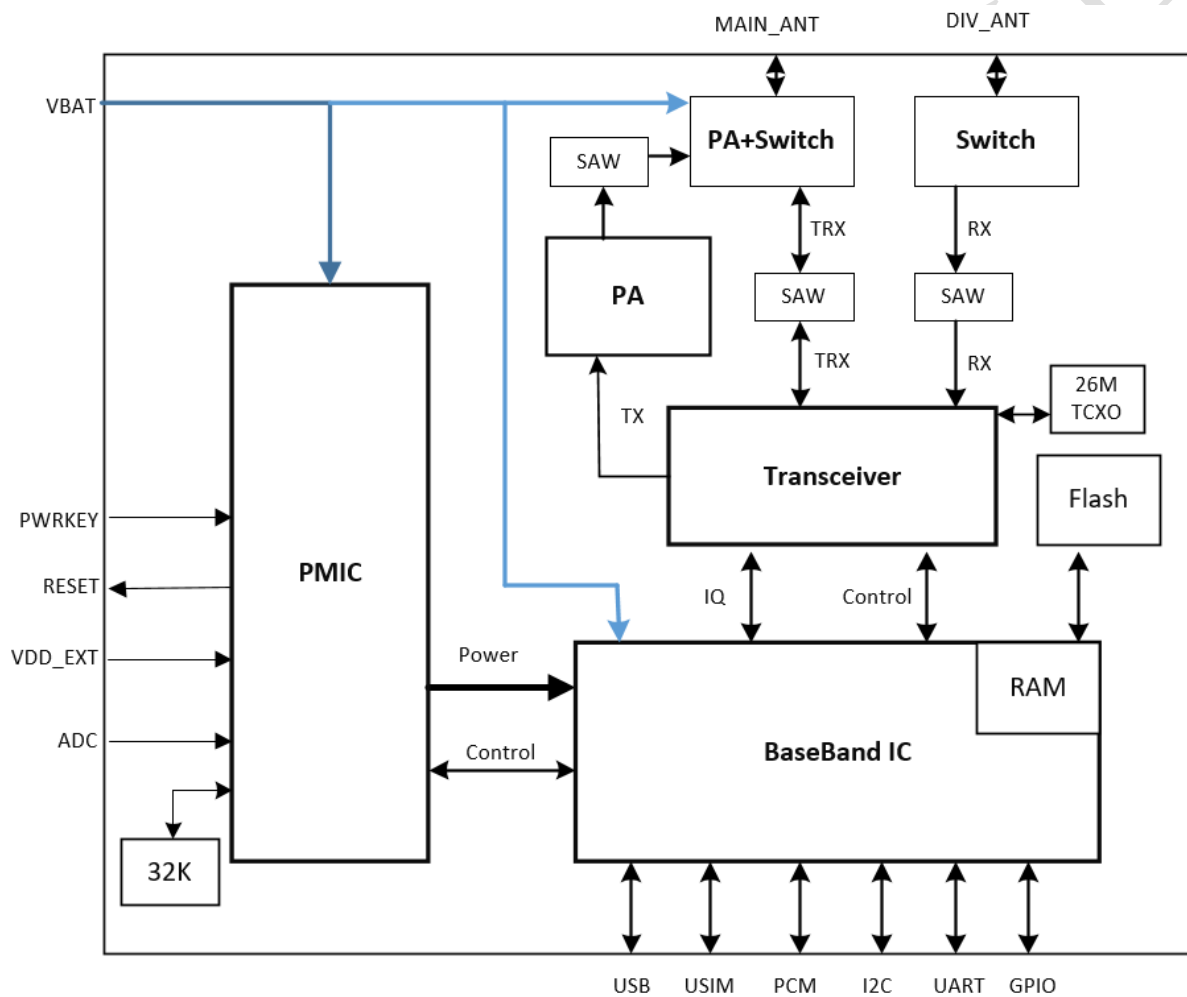 MAIN_ANT
DIV_ANT
VBAT
PA+Switch
Switch
SAW
TRX
RX
PA
SAW
SAW
TRX
RX
26M
TCXO
TX
Transceiver
Flash
PWRKEY
PMIC
RESET
IQ
Control
VDD_EXT
Power
RAM
ADC
Control
BaseBand IC
32K
USB
USIM
PCM
I2C
UART
GPIO